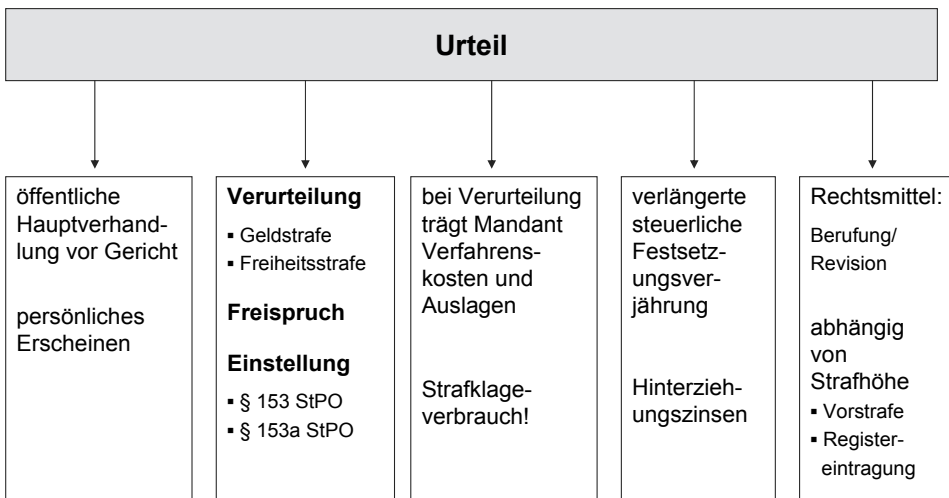 Urteil
öffentliche
Hauptverhand-
lung vor Gericht
persönliches
Erscheinen
Verurteilung
▪ Geldstrafe
▪ Freiheitsstrafe
Freispruch
Einstellung
▪ § 153 StPO
▪ § 153a StPO
bei Verurteilung
trägt Mandant
Verfahrens-
kosten und
Auslagen
Strafklage-
verbrauch!
verlängerte
steuerliche
Festsetz-
ungsver-
jährung
Hinterzieh-
ungszinsen
Rechtsmittel:
Berufung/
Revision
abhängig
von
Strafhöhe
▪ Vorstrafe
▪ Register-
eintragung